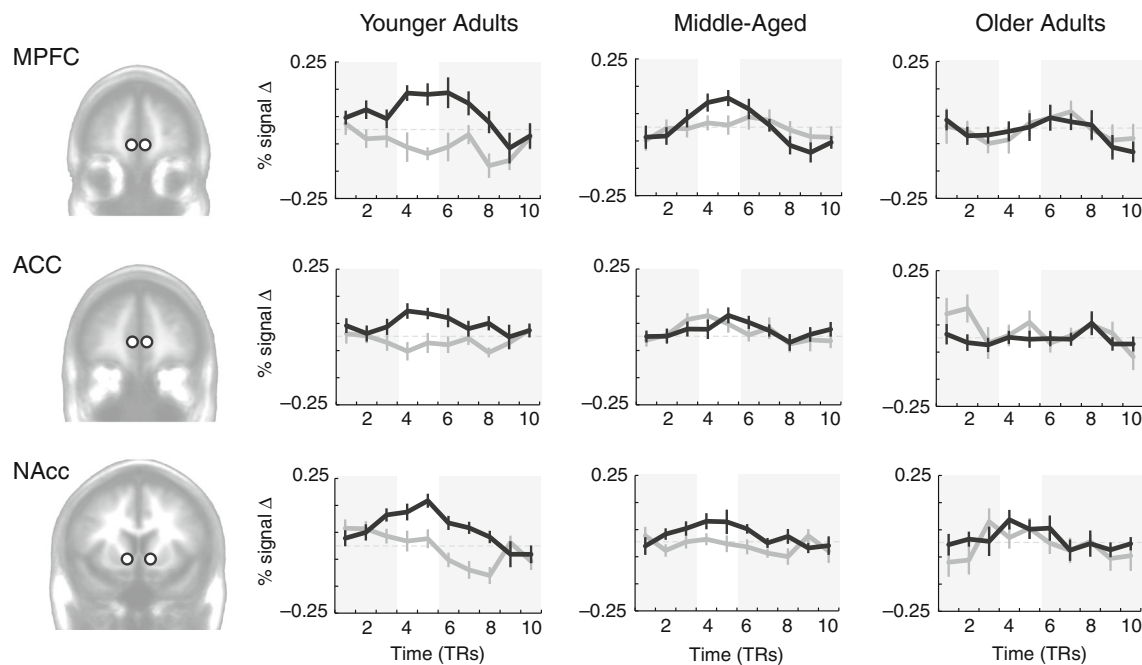 Younger Adults Middle-Aged Older Adults
MPFC
% signal Δ
0.25 0.25 0.25
−0.25 −0.25 −0.25
2 4 6 8 10 2 4 6 8 10 2 4 6 8 10
ACC
% signal Δ
0.25 0.25 0.25
−0.25 −0.25 −0.25
2 4 6 8 10 2 4 6 8 10 2 4 6 8 10
NAcc
% signal Δ
0.25 0.25 0.25
−0.25 −0.25 −0.25
2 4 6 8 10 2 4 6 8 10 2 4 6 8 10
Time (TRs) Time (TRs) Time (TRs)